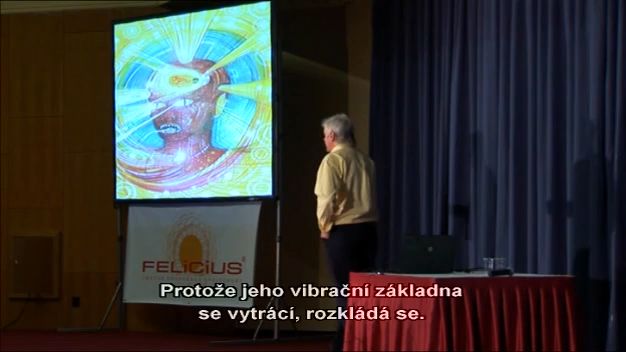 FELiCiUS
Protože jeho vibrační základna
se vytrácí, rozkládá se.